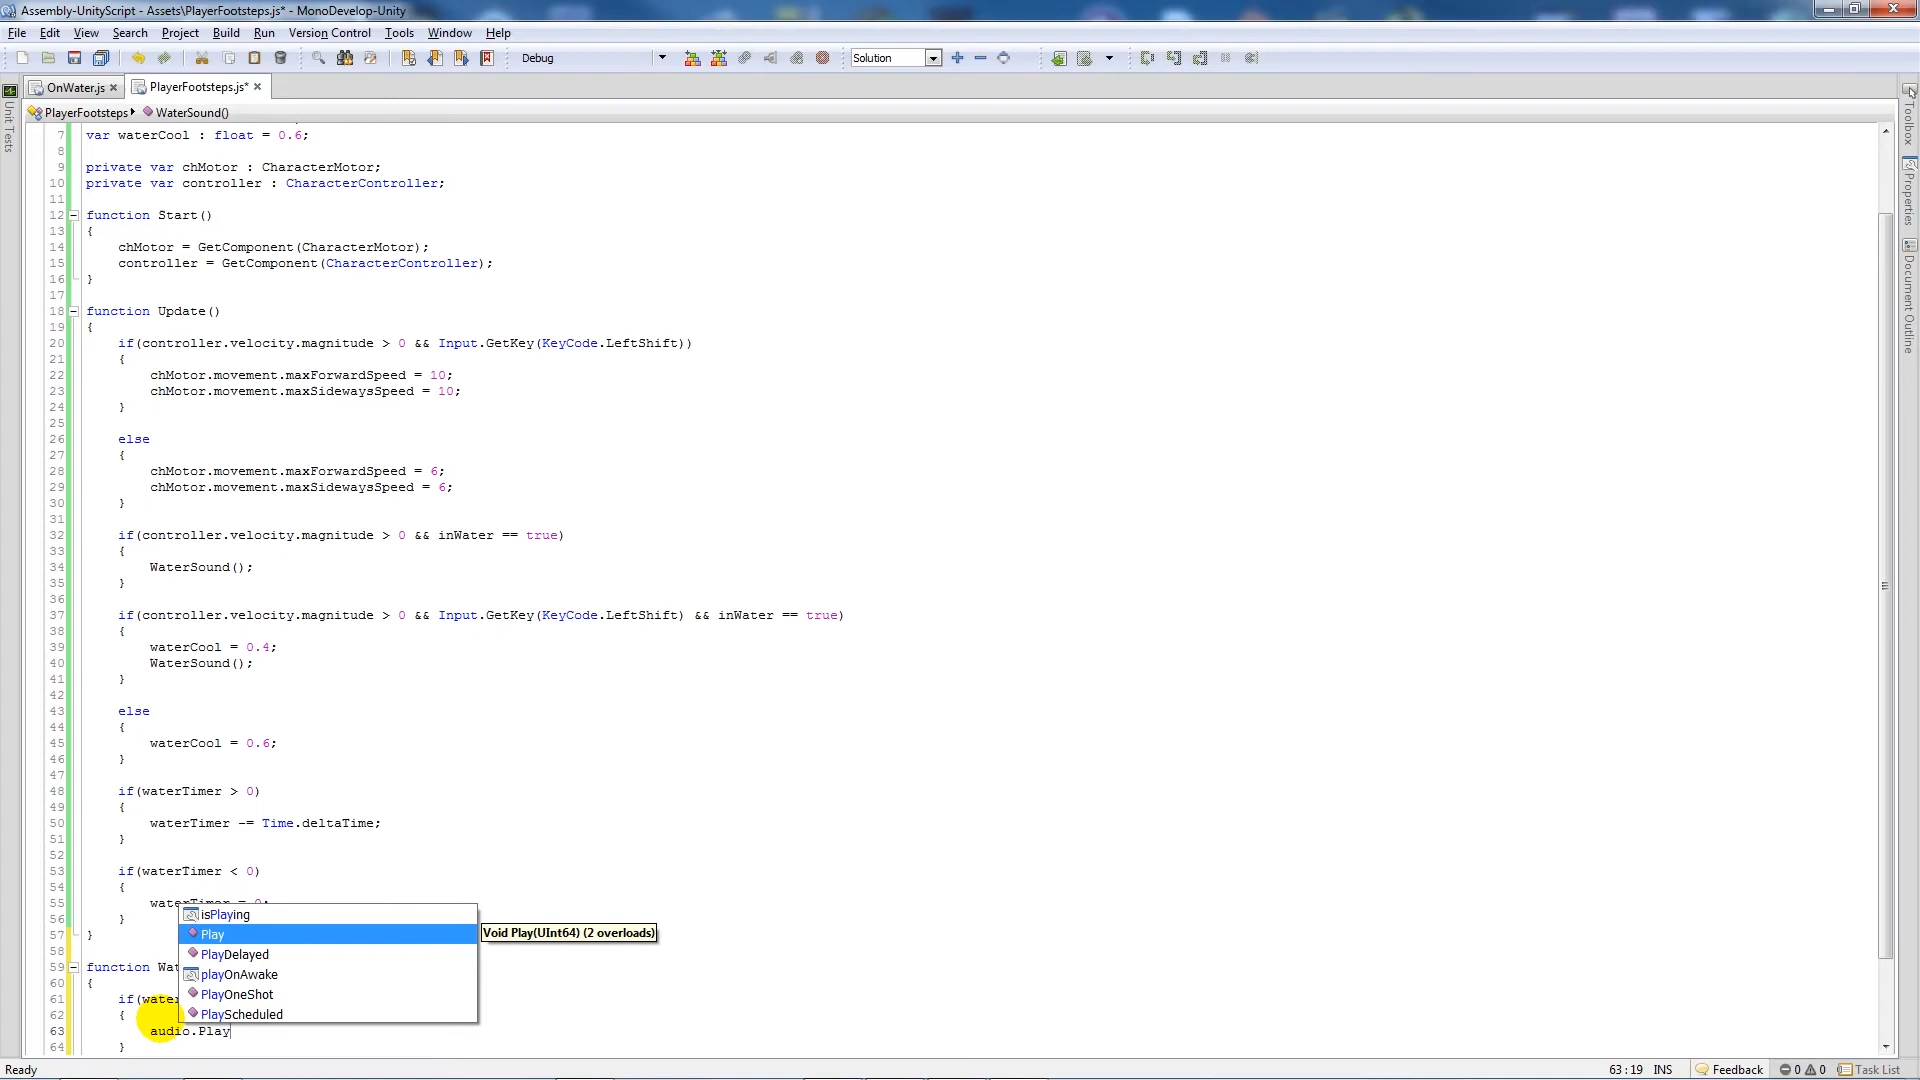 Assembly-UnityScript - Assets\PlayerFootsteps.js* - MonoDevelop-Unity
File Edit View Search Project Build Run Version Control Tools Window Help
Debug Solution
OnWater.js PlayerFootsteps.js*
PlayerFootsteps WaterSound()
Unit Tests
Toolbox
Properties
Document Outline
7 var waterCool : float = 0.6;
8
9 private var chMotor : CharacterMotor;
10 private var controller : CharacterController;
11
12 function Start()
13 {
14 chMotor = GetComponent(CharacterMotor);
15 controller = GetComponent(CharacterController);
16 }
17
18 function Update()
19 {
20 if(controller.velocity.magnitude > 0 && Input.GetKey(KeyCode.LeftShift))
21 {
22 chMotor.movement.maxForwardSpeed = 10;
23 chMotor.movement.maxSidewaysSpeed = 10;
24 }
25
26 else
27 {
28 chMotor.movement.maxForwardSpeed = 6;
29 chMotor.movement.maxSidewaysSpeed = 6;
30 }
31
32 if(controller.velocity.magnitude > 0 && inWater == true)
33 {
34 WaterSound();
35 }
36
37 if(controller.velocity.magnitude > 0 && Input.GetKey(KeyCode.LeftShift) && inWater == true)
38 {
39 waterCool = 0.4;
40 WaterSound();
41 }
42
43 else
44 {
45 waterCool = 0.6;
46 }
47
48 if(waterTimer > 0)
49 {
50 waterTimer -= Time.deltaTime;
51 }
52
53 if(waterTimer < 0)
54 {
55 waterTimer = 0;
56 }
57 }
58
59 function Wat
60 {
61 if(water
62 {
63 audio.Play
64 }
isPlaying
Play
PlayDelayed
playOnAwake
PlayOneShot
PlayScheduled
Void Play(UInt64) (2 overloads)
Ready 63 : 19 INS Feedback 0 0 Task List